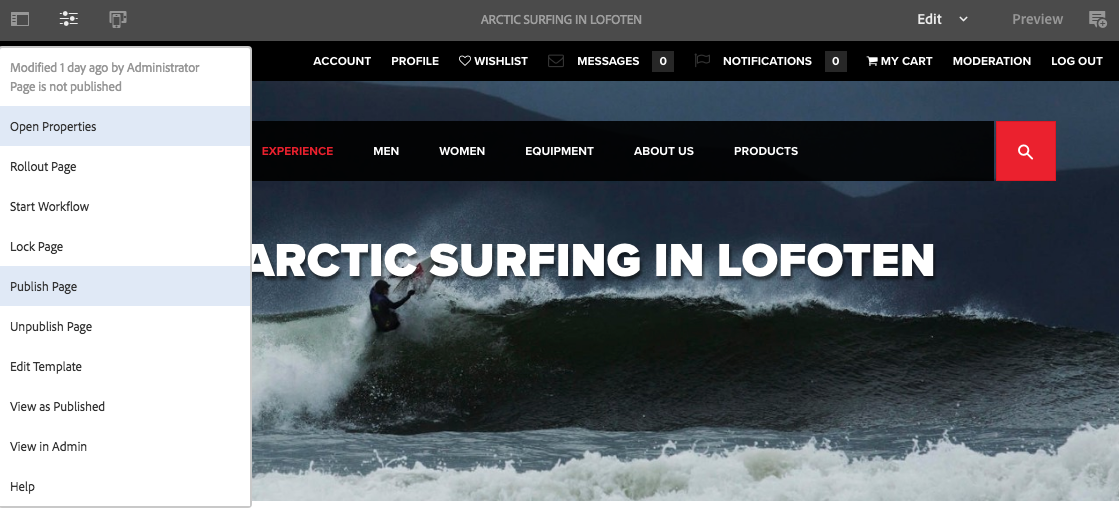 ARCTIC SURFING IN LOFOTEN
Edit
Preview
Modified 1 day ago by Administrator
Page is not published
Open Properties
Rollout Page
Start Workflow
Lock Page
Publish Page
Unpublish Page
Edit Template
View as Published
View in Admin
Help
ACCOUNT PROFILE WISHLIST MESSAGES 0 NOTIFICATIONS 0 MY CART MODERATION LOG OUT
EXPERIENCE MEN WOMEN EQUIPMENT ABOUT US PRODUCTS
ARCTIC SURFING IN LOFOTEN